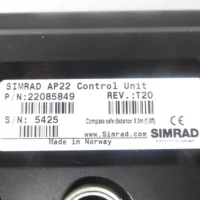 SIMRAD AP22 Control Unit
P/N:22085849 REV.:T20
S/N: 5425
Compass safe distance: 0.3m (1.0ft)
www.Simrad.com
SIMRAD
Made in Norway